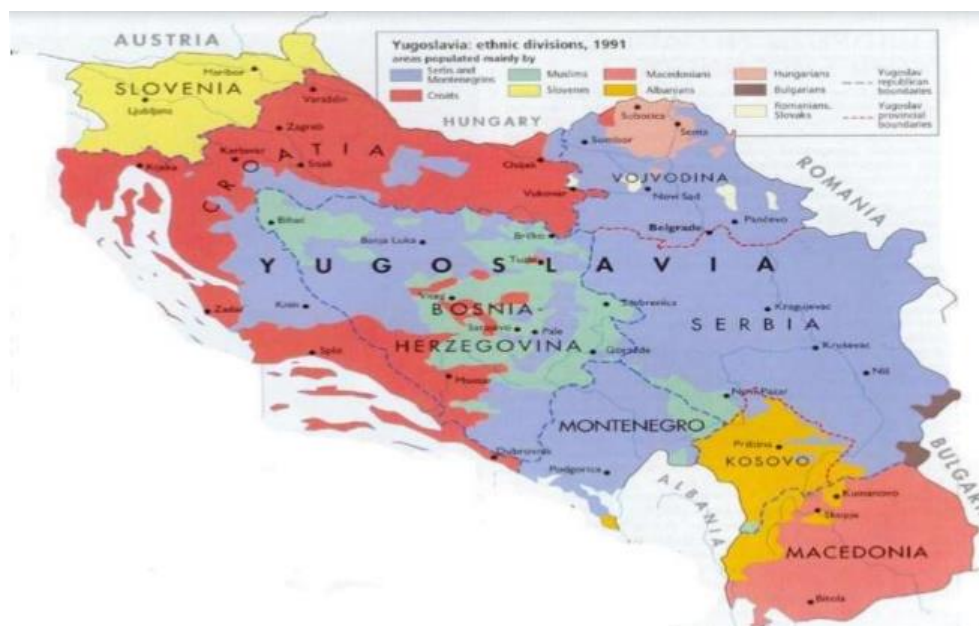 AUSTRIA
Yugoslavia: ethnic divisions, 1991
areas populated mainly by
Serbs and Montenegrins
Croats
Muslims
Slovenes
Macedonians
Albanians
Hungarians
Bulgarians
Romanians, Slovaks
Yugoslav republican boundaries
Yugoslav provincial boundaries
Maribor
SLOVENIA
Ljubljana
Varaždin
HUNGARY
Zagreb
Subotica
Senta
Sombor
Karlovac
Sisak
CROATIA
Rijeka
Osijek
VOJVODINA
ROMANIA
Vukovar
Novi Sad
Pančevo
Bihać
Belgrade
Banja Luka
Brčko
YUGOSLAVIA
Tuzla
Zadar
Knin
BOSNIA-
HERZEGOVINA
Srebrenica
Kragujevac
SERBIA
Sarajevo
Pale
Kruševac
Split
Goražde
Niš
Mostar
Novi Pazar
MONTENEGRO
Priština
KOSOVO
Dubrovnik
Podgorica
ALBANIA
BULGARIA
Kumanovo
Skopje
MACEDONIA
Bitola